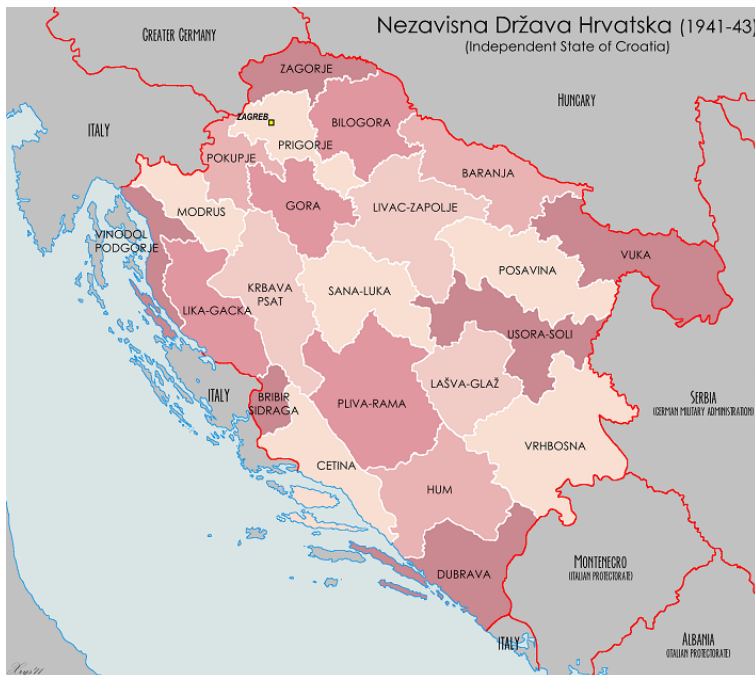 Nezavisna Država Hrvatska (1941-43)
(Independent State of Croatia)
GREATER GERMANY
ZAGORJE
HUNGARY
ITALY
ZAGREB
BILOGORA
PRIGORJE
POKUPJE
BARANJA
MODRUS
GORA
LIVAC-ZAPOLJE
VINODOL
PODGORJE
VUKA
POSAVINA
KRBAVA
PSAT
SANA-LUKA
LIKA-GACKA
USORA-SOLI
ITALY
BRIBIR
SIDRAGA
PLIVA-RAMA
LAŠVA-GLAŽ
SERBIA
(GERMAN MILITARY ADMINISTRATION)
VRHBOSNA
CETINA
HUM
DUBRAVA
MONTENEGRO
(ITALIAN PROTECTORATE)
ITALY
ALBANIA
(ITALIAN PROTECTORATE)